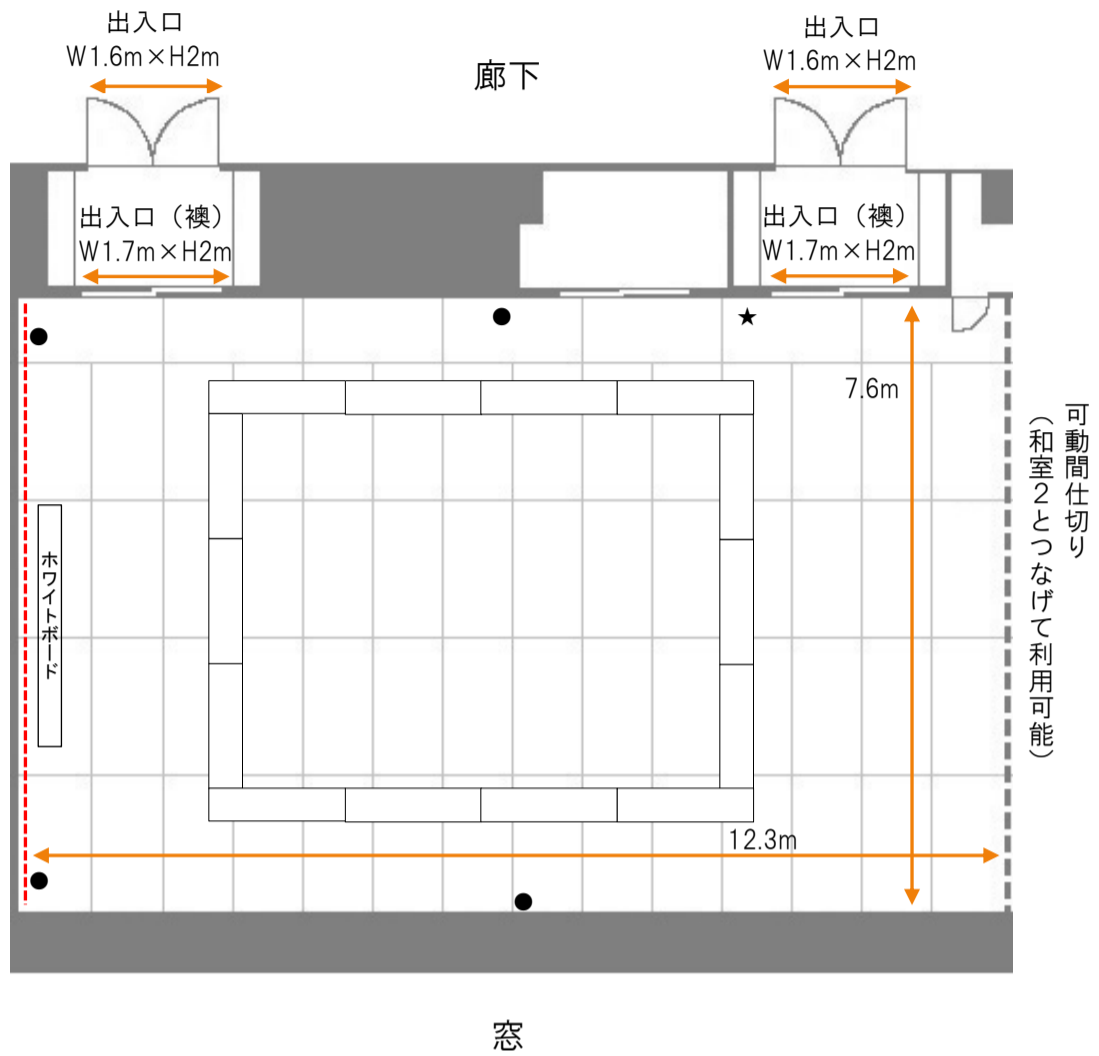 出入口
W1.6m×H2m
廊下
出入口
W1.6m×H2m
出入口（襖）
W1.7m×H2m
出入口（襖）
W1.7m×H2m
7.6m
可動間仕切り
（和室２とつなげて利用可能）
ホワイトボード
12.3m
窓